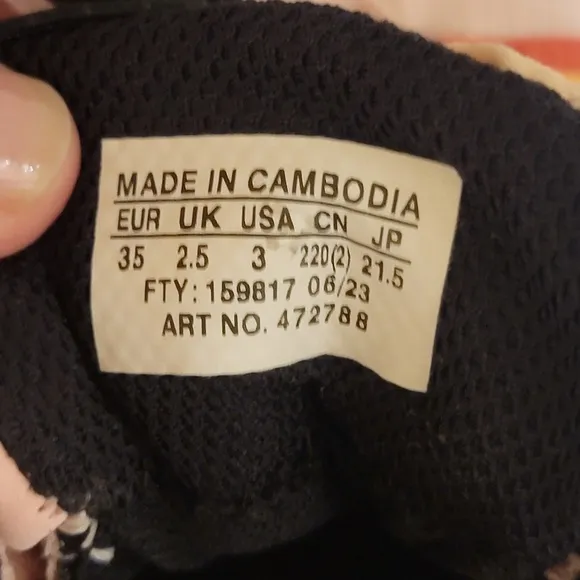 MADE IN CAMBODIA
EUR UK USA CN JP
35 2.5 3 220(2) 21.5
FTY: 159817 06/23
ART NO. 472788